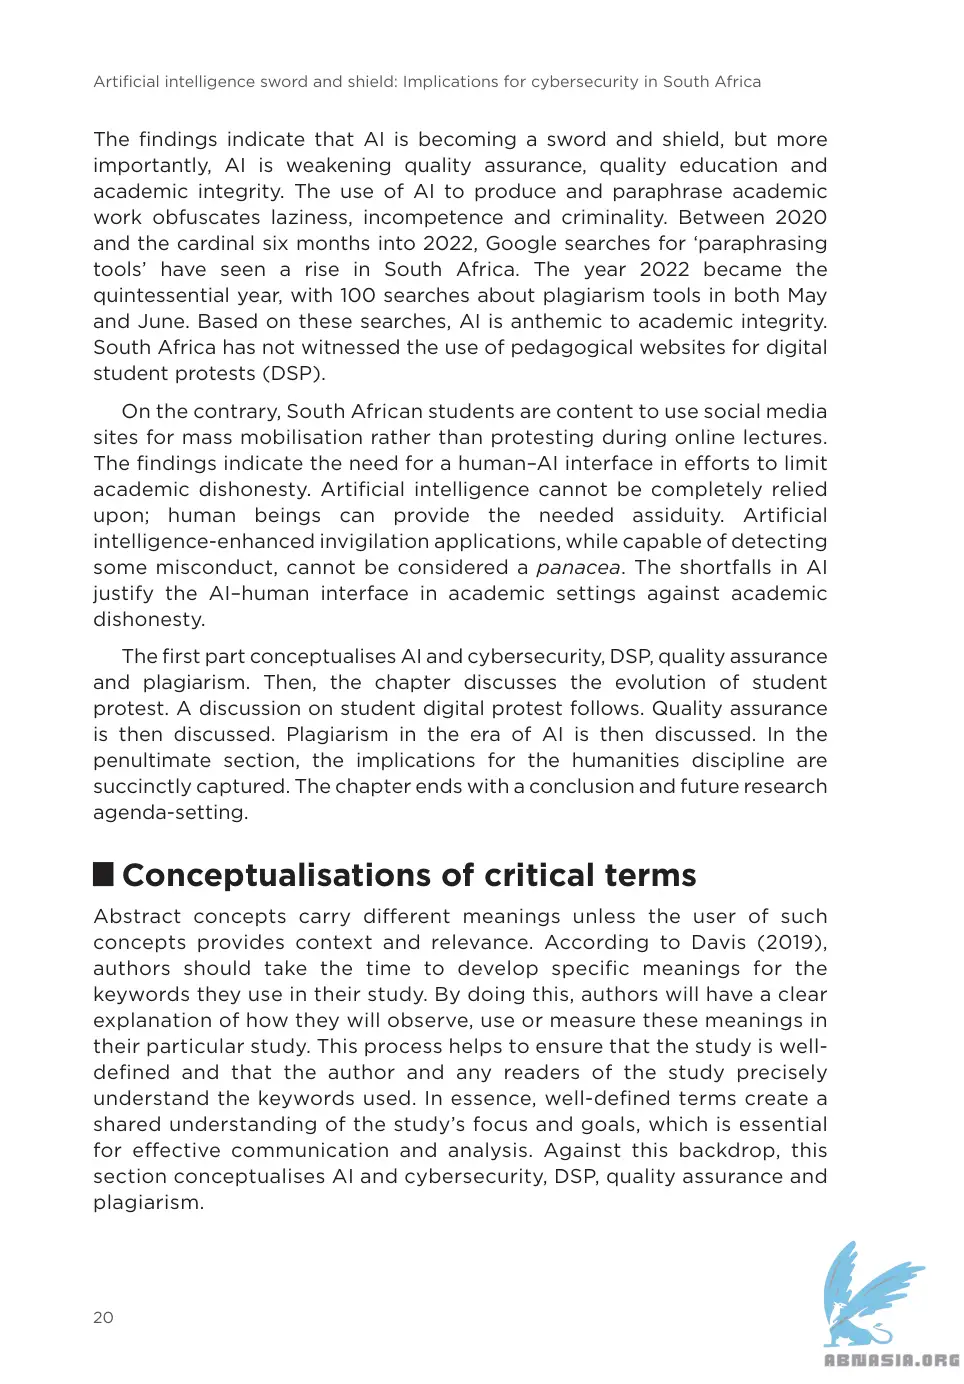 Artificial intelligence sword and shield: Implications for cybersecurity in South Africa
The findings indicate that AI is becoming a sword and shield, but more
importantly, AI is weakening quality assurance, quality education and
academic integrity. The use of AI to produce and paraphrase academic
work obfuscates laziness, incompetence and criminality. Between 2020
and the cardinal six months into 2022, Google searches for ‘paraphrasing
tools’ have seen a rise in South Africa. The year 2022 became the
quintessential year, with 100 searches about plagiarism tools in both May
and June. Based on these searches, AI is anthemic to academic integrity.
South Africa has not witnessed the use of pedagogical websites for digital
student protests (DSP).
On the contrary, South African students are content to use social media
sites for mass mobilisation rather than protesting during online lectures.
The findings indicate the need for a human–AI interface in efforts to limit
academic dishonesty. Artificial intelligence cannot be completely relied
upon; human beings can provide the needed assiduity. Artificial
intelligence-enhanced invigilation applications, while capable of detecting
some misconduct, cannot be considered a panacea. The shortfalls in AI
justify the AI–human interface in academic settings against academic
dishonesty.
The first part conceptualises AI and cybersecurity, DSP, quality assurance
and plagiarism. Then, the chapter discusses the evolution of student
protest. A discussion on student digital protest follows. Quality assurance
is then discussed. Plagiarism in the era of AI is then discussed. In the
penultimate section, the implications for the humanities discipline are
succinctly captured. The chapter ends with a conclusion and future research
agenda-setting.
Conceptualisations of critical terms
Abstract concepts carry different meanings unless the user of such
concepts provides context and relevance. According to Davis (2019),
authors should take the time to develop specific meanings for the
keywords they use in their study. By doing this, authors will have a clear
explanation of how they will observe, use or measure these meanings in
their particular study. This process helps to ensure that the study is well-
defined and that the author and any readers of the study precisely
understand the keywords used. In essence, well-defined terms create a
shared understanding of the study’s focus and goals, which is essential
for effective communication and analysis. Against this backdrop, this
section conceptualises AI and cybersecurity, DSP, quality assurance and
plagiarism.
20
ABNASIA.ORG